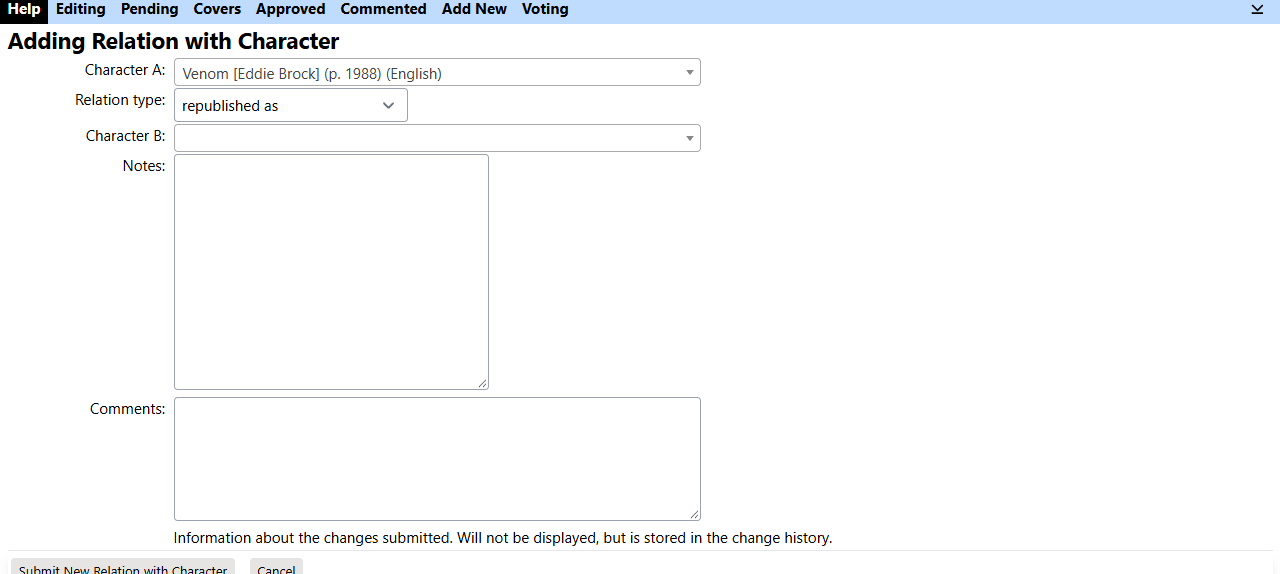 Help Editing Pending Covers Approved Commented Add New Voting
Adding Relation with Character
Character A: Venom [Eddie Brock] (p. 1988) (English)
Relation type: republished as
Character B:
Notes:
Comments:
Information about the changes submitted. Will not be displayed, but is stored in the change history.
Submit New Relation with Character Cancel